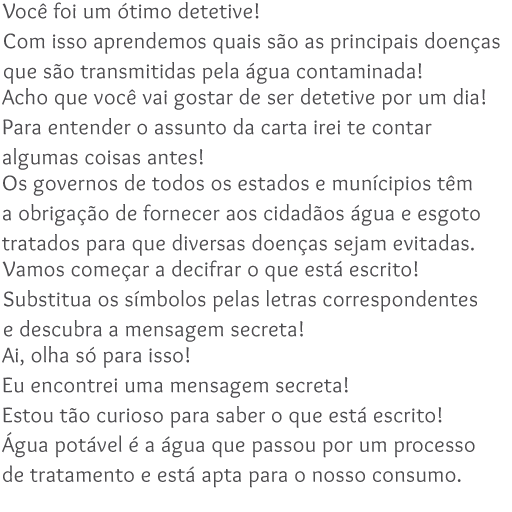 Você foi um ótimo detetive!
Com isso aprendemos quais são as principais doenças
que são transmitidas pela água contaminada!
Acho que você vai gostar de ser detetive por um dia!
Para entender o assunto da carta irei te contar
algumas coisas antes!
Os governos de todos os estados e munícipios têm
a obrigação de fornecer aos cidadãos água e esgoto
tratados para que diversas doenças sejam evitadas.
Vamos começar a decifrar o que está escrito!
Substitua os símbolos pelas letras correspondentes
e descubra a mensagem secreta!
Ai, olha só para isso!
Eu encontrei uma mensagem secreta!
Estou tão curioso para saber o que está escrito!
Água potável é a água que passou por um processo
de tratamento e está apta para o nosso consumo.